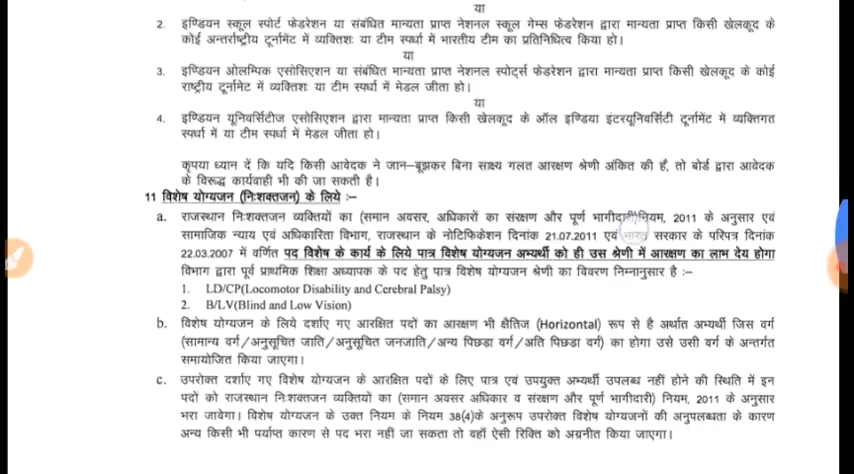 या
2. इण्डियन स्कूल स्पोर्ट फेडरेशन या संबंधित मान्यता प्राप्त नेशनल स्कूल गेम्स फेडरेशन द्वारा मान्यता प्राप्त किसी खेलकूद के
कोई अन्तर्राष्ट्रीय टूर्नामेंट में व्यक्तिशः या टीम स्पर्धा में भारतीय टीम का प्रतिनिधित्व किया हो।
या
3. इण्डियन ओलम्पिक एसोसिएशन या संबंधित मान्यता प्राप्त नेशनल स्पोर्ट्स फेडरेशन द्वारा मान्यता प्राप्त किसी खेलकूद के कोई
राष्ट्रीय टूर्नामेंट में व्यक्तिशः या टीम स्पर्धा में मेडल जीता हो।
या
4. इण्डियन यूनिवर्सिटीज एसोसिएशन द्वारा मान्यता प्राप्त किसी खेलकूद के ऑल इण्डिया इंटरयूनिवर्सिटी टूर्नामेंट में व्यक्तिगत
स्पर्धा में या टीम स्पर्धा में मेडल जीता हो।
कृपया ध्यान दें कि यदि किसी आवेदक ने जान–बूझकर बिना साक्ष्य गलत आरक्षण श्रेणी अंकित की हैं, तो बोर्ड द्वारा आवेदक
के विरूद्ध कार्यवाही भी की जा सकती है।
11 विशेष योग्यजन (निःशक्तजन) के लिये :–
a. राजस्थान निःशक्तजन व्यक्तियों का (समान अवसर, अधिकारों का संरक्षण और पूर्ण भागीदारी)नियम, 2011 के अनुसार एवं
सामाजिक न्याय एवं अधिकारिता विभाग, राजस्थान के नोटिफिकेशन दिनांक 21.07.2011 एवं भारत सरकार के परिपत्र दिनांक
22.03.2007 में वर्णित पद विशेष के कार्य के लिये पात्र विशेष योग्यजन अभ्यर्थी को ही उस श्रेणी में आरक्षण का लाभ देय होगा
विभाग द्वारा पूर्व प्राथमिक शिक्षा अध्यापक के पद हेतु पात्र विशेष योग्यजन श्रेणी का विवरण निम्नानुसार है :–
1. LD/CP(Locomotor Disability and Cerebral Palsy)
2. B/LV(Blind and Low Vision)
b. विशेष योग्यजन के लिये दर्शाए गए आरक्षित पदों का आरक्षण भी क्षैतिज (Horizontal) रूप से है अर्थात अभ्यर्थी जिस वर्ग
(सामान्य वर्ग/अनुसूचित जाति/अनुसूचित जनजाति/अन्य पिछड़ा वर्ग/अति पिछडा वर्ग) का होगा उसे उसी वर्ग के अन्तर्गत
समायोजित किया जाएगा।
c. उपरोक्त दर्शाए गए विशेष योग्यजन के आरक्षित पदों के लिए पात्र एवं उपयुक्त अभ्यर्थी उपलब्ध नहीं होने की स्थिति में इन
पदों को राजस्थान निःशक्तजन व्यक्तियों का (समान अवसर अधिकार व संरक्षण और पूर्ण भागीदारी) नियम, 2011 के अनुसार
भरा जावेगा। विशेष योग्यजन के उक्त नियम के नियम 38(4)के अनुरूप उपरोक्त विशेष योग्यजनों की अनुपलब्धता के कारण
अन्य किसी भी पर्याप्त कारण से पद भरा नहीं जा सकता तो वहाँ ऐसी रिक्ति को अग्रनीत किया जाएगा।